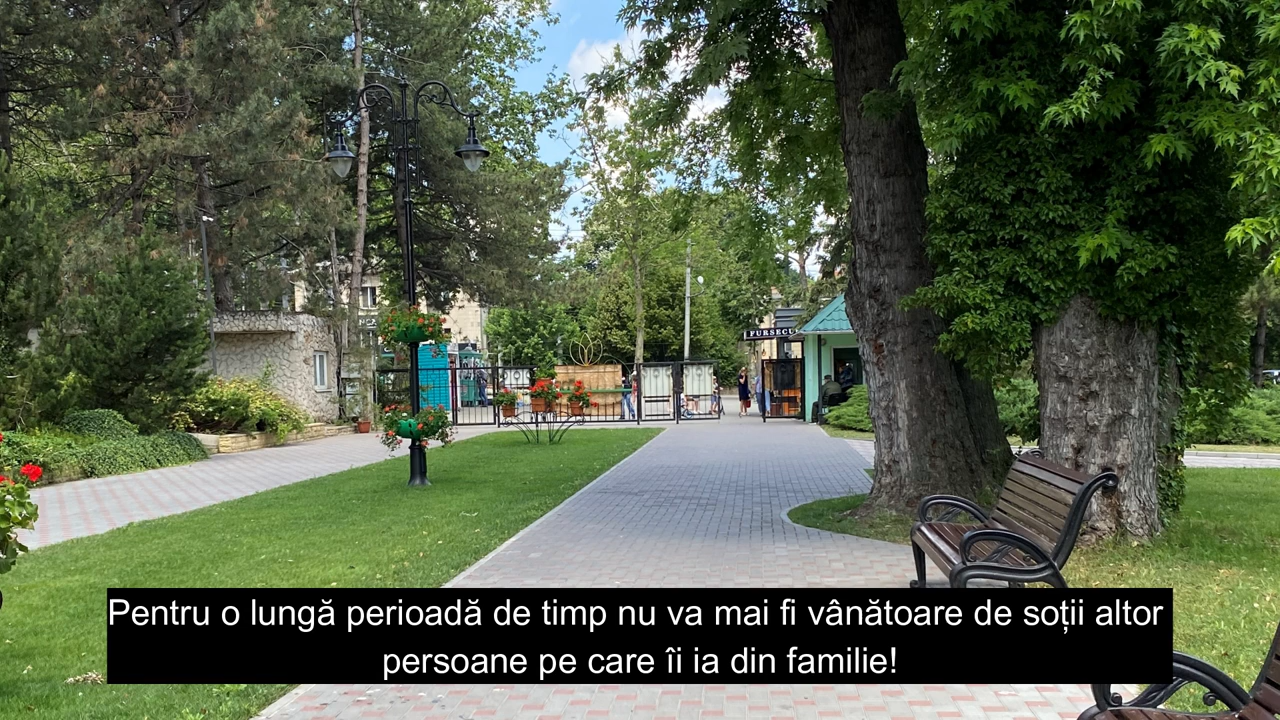 FURSECU
Pentru o lungă perioadă de timp nu va mai fi vânătoare de soții altor
persoane pe care îi ia din familie!